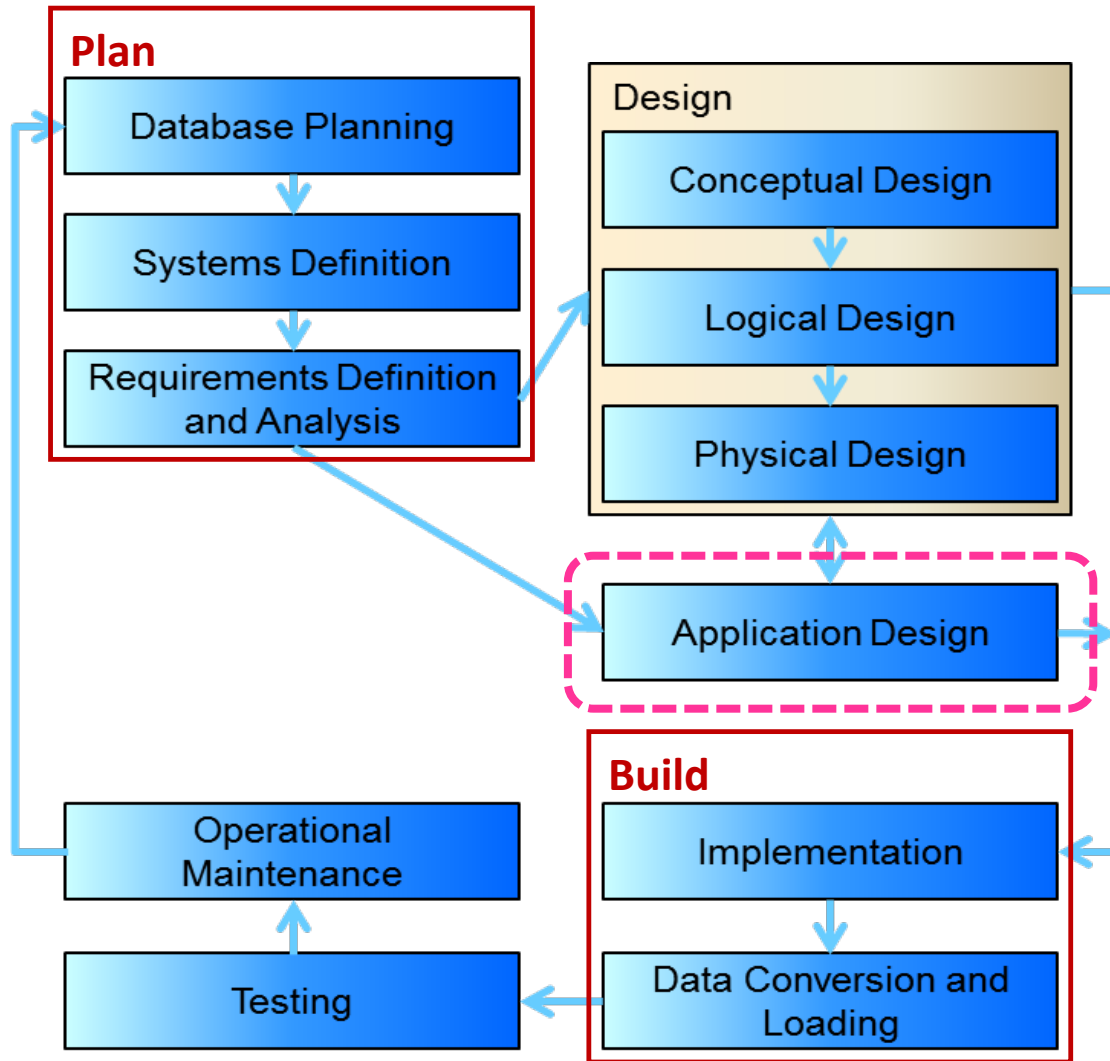 Plan
Database Planning
Systems Definition
Requirements Definition
and Analysis
Design
Conceptual Design
Logical Design
Physical Design
Application Design
Build
Implementation
Data Conversion and
Loading
Testing
Operational
Maintenance